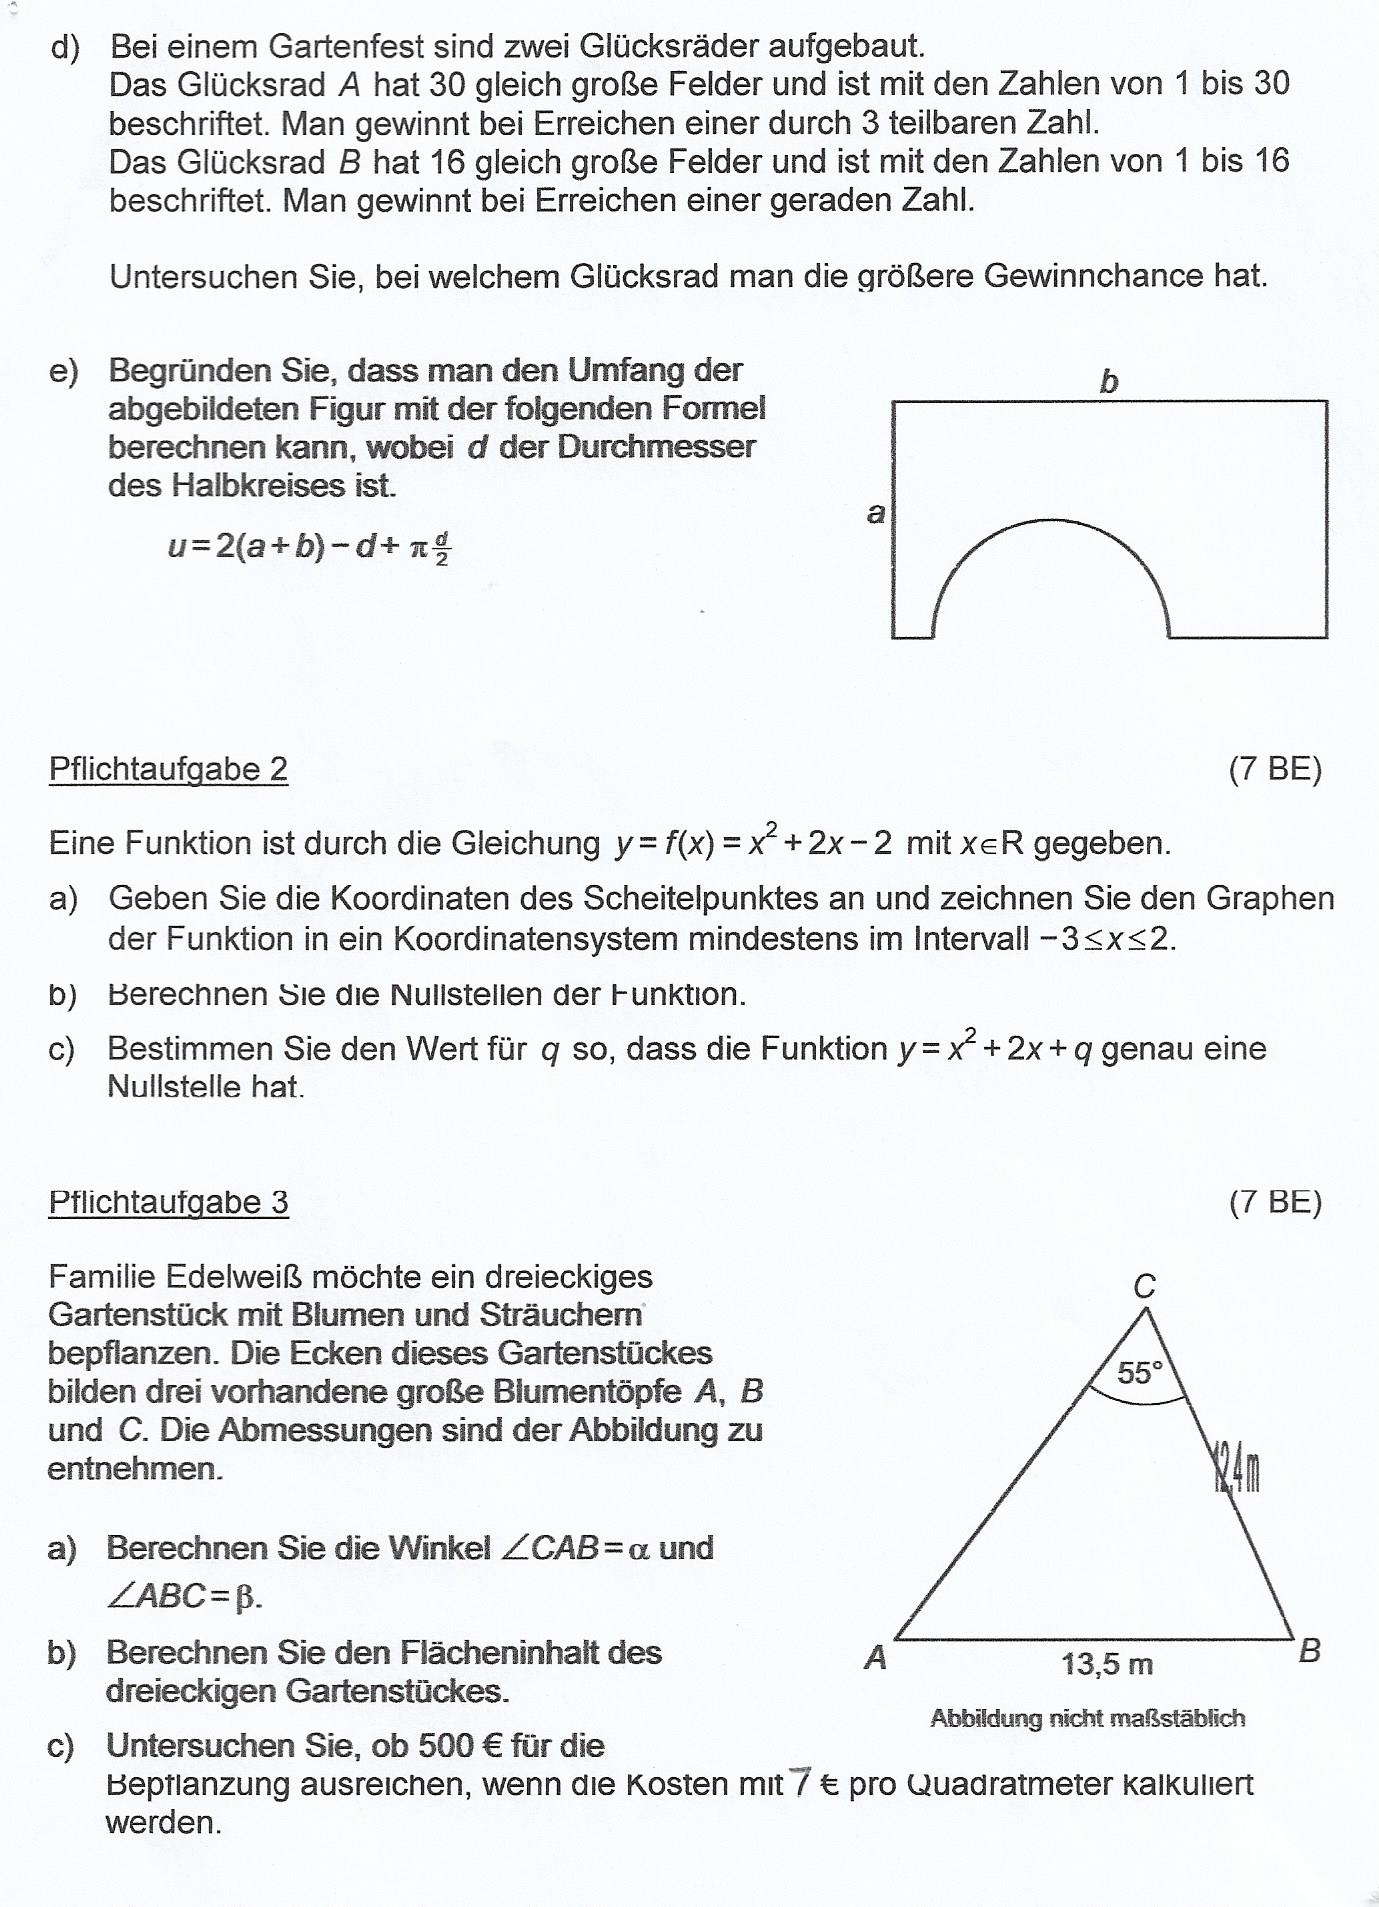 d) Bei einem Gartenfest sind zwei Glücksräder aufgebaut.
Das Glücksrad A hat 30 gleich große Felder und ist mit den Zahlen von 1 bis 30
beschriftet. Man gewinnt bei Erreichen einer durch 3 teilbaren Zahl.
Das Glücksrad B hat 16 gleich große Felder und ist mit den Zahlen von 1 bis 16
beschriftet. Man gewinnt bei Erreichen einer geraden Zahl.
Untersuchen Sie, bei welchem Glücksrad man die größere Gewinnchance hat.
e) Begründen Sie, dass man den Umfang der
abgebildeten Figur mit der folgenden Formel
berechnen kann, wobei d der Durchmesser
des Halbkreises ist.
u = 2(a + b) − d + π d/2
b
a
Pflichtaufgabe 2 (7 BE)
Eine Funktion ist durch die Gleichung y = f(x) = x² + 2x − 2 mit x∈R gegeben.
a) Geben Sie die Koordinaten des Scheitelpunktes an und zeichnen Sie den Graphen
der Funktion in ein Koordinatensystem mindestens im Intervall −3 ≤ x ≤ 2.
b) Berechnen Sie die Nullstellen der Funktion.
c) Bestimmen Sie den Wert für q so, dass die Funktion y = x² + 2x + q genau eine
Nullstelle hat.
Pflichtaufgabe 3 (7 BE)
Familie Edelweiß möchte ein dreieckiges
Gartenstück mit Blumen und Sträuchern
bepflanzen. Die Ecken dieses Gartenstückes
bilden drei vorhandene große Blumentöpfe A, B
und C. Die Abmessungen sind der Abbildung zu
entnehmen.
a) Berechnen Sie die Winkel ∠CAB = α und
∠ABC = β.
b) Berechnen Sie den Flächeninhalt des
dreieckigen Gartenstückes.
c) Untersuchen Sie, ob 500 € für die
Bepflanzung ausreichen, wenn die Kosten mit 7 € pro Quadratmeter kalkuliert
werden.
C
55°
12,4 m
A
13,5 m
B
Abbildung nicht maßstäblich